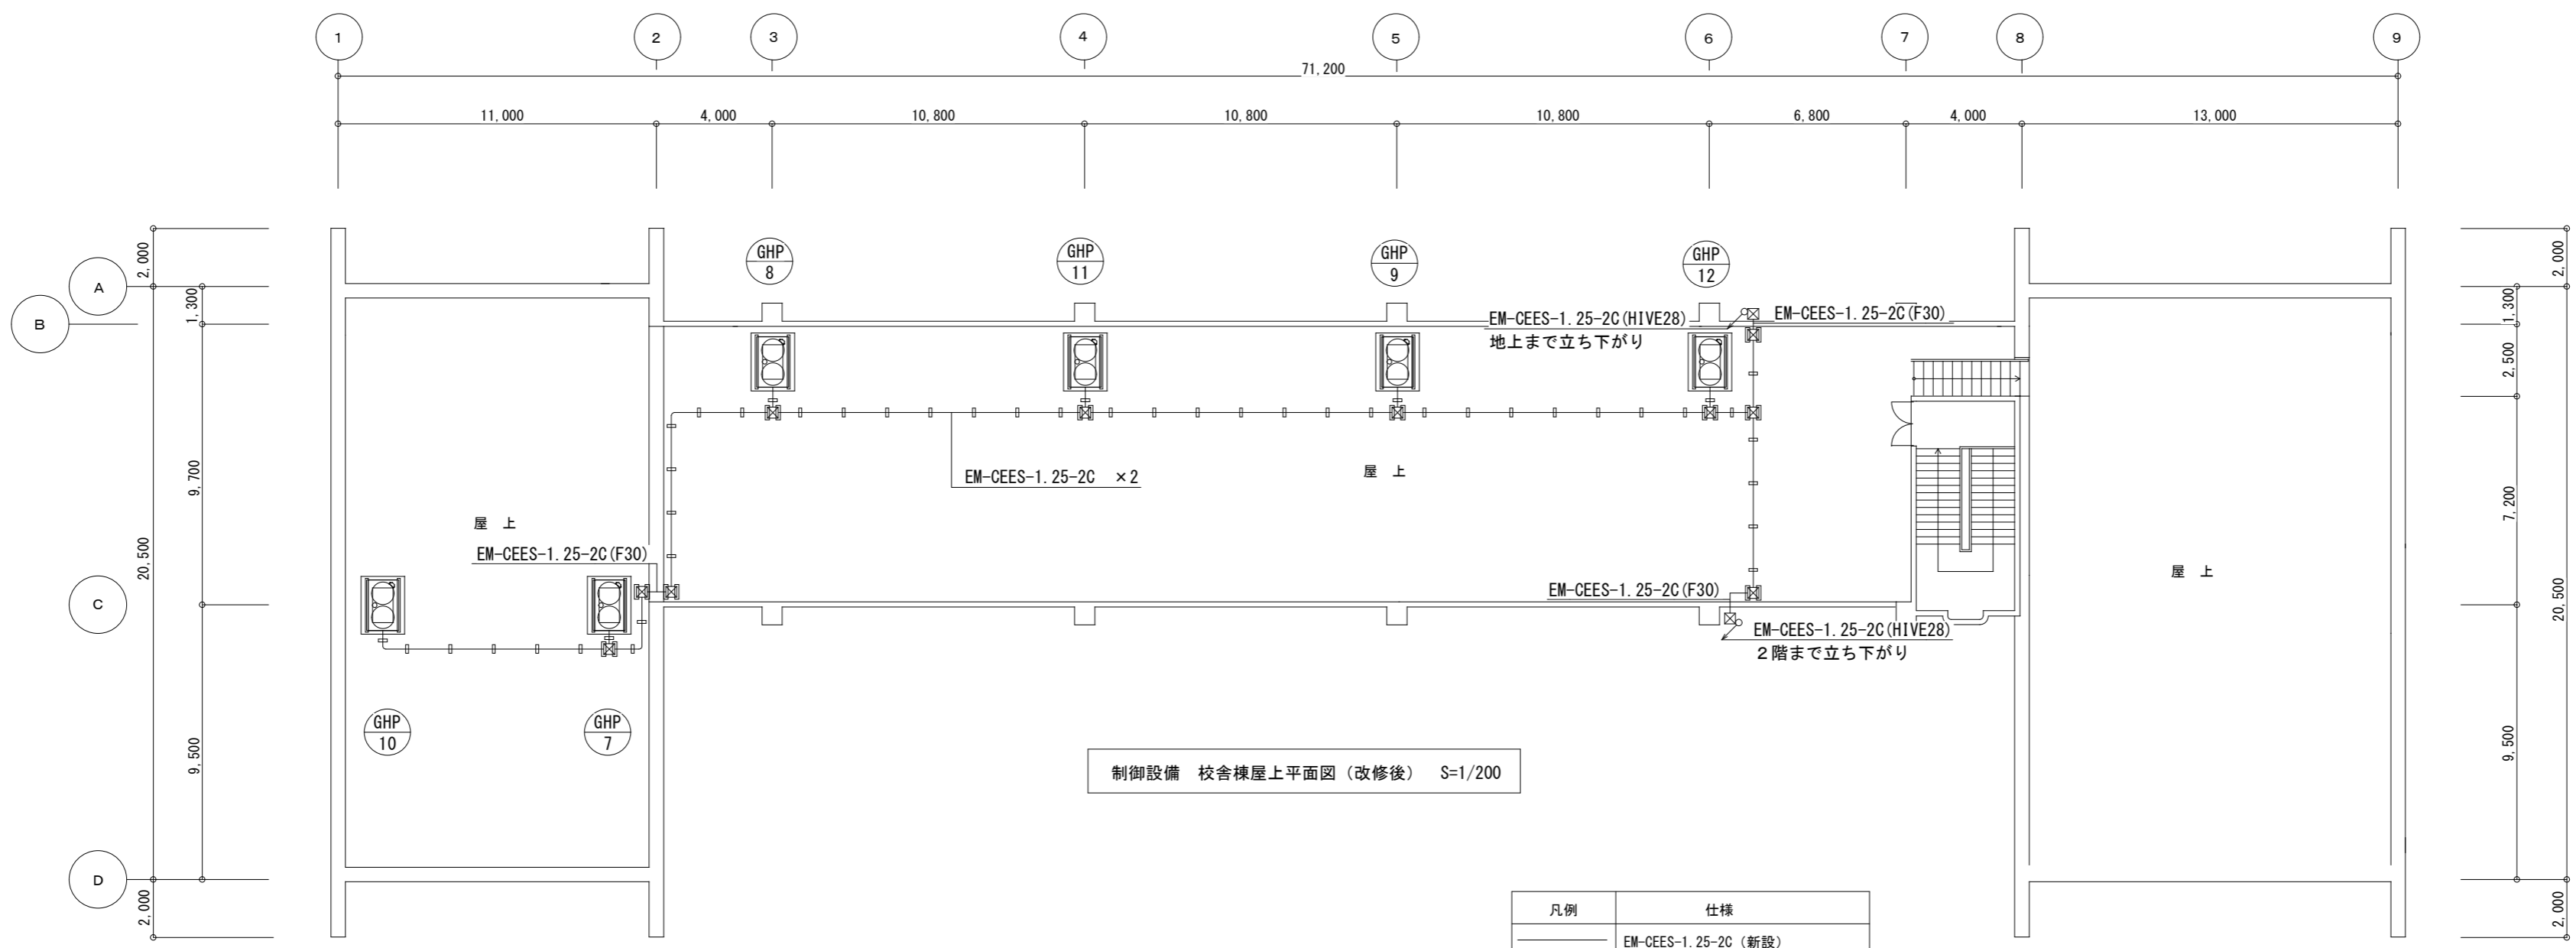 1 2 3 4 5 6 7 8 9
71,200
11,000 4,000 10,800 10,800 10,800 6,800 4,000 13,000
A
B
C
D
2,000
1,300
9,700
20,500
9,500
2,000
GHP
8
GHP
11
GHP
9
GHP
12
EM-CEES-1.25-2C(HIVE28)
地上まで立ち下がり
EM-CEES-1.25-2C(F30)
EM-CEES-1.25-2C ×2
屋 上
屋 上
EM-CEES-1.25-2C(F30)
EM-CEES-1.25-2C(F30)
EM-CEES-1.25-2C(HIVE28)
2階まで立ち下がり
屋 上
GHP
10
GHP
7
2,000
1,300
2,500
7,200
20,500
9,500
2,000
制御設備 校舎棟屋上平面図(改修後) S=1/200
凡例 仕様
EM-CEES-1.25-2C (新設)